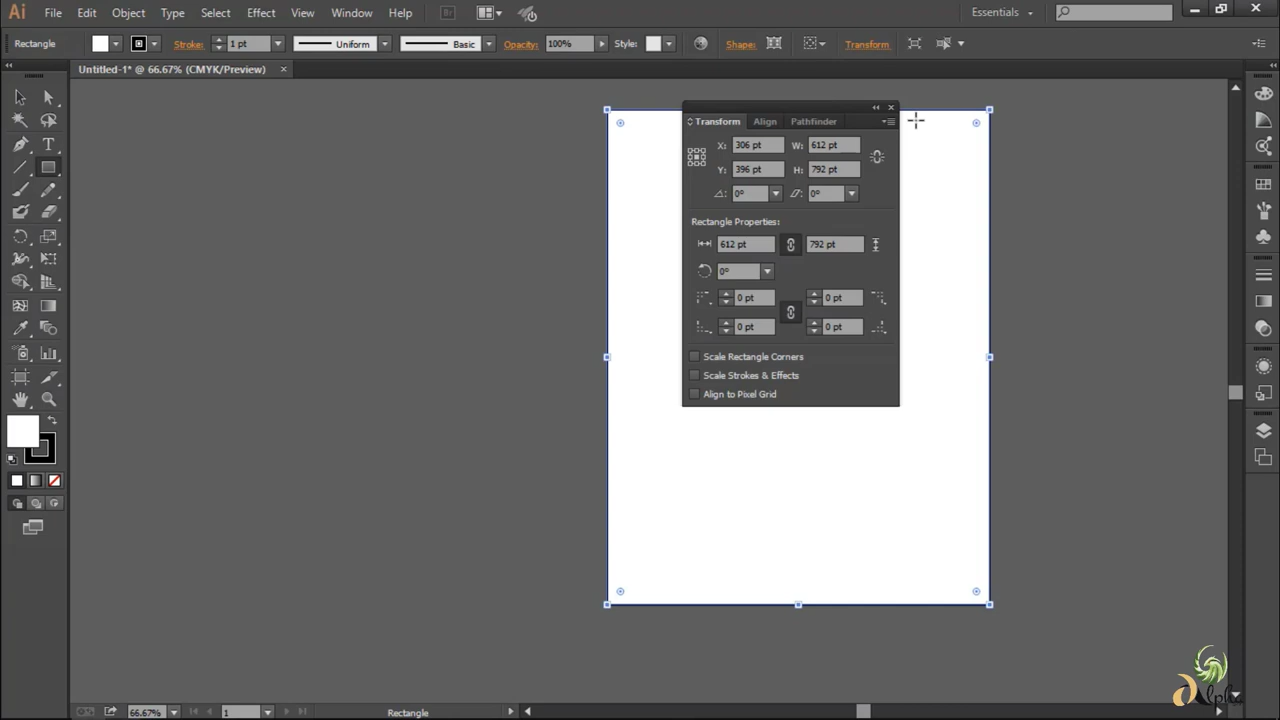 Ai File Edit Object Type Select Effect View Window Help Br Essentials
Rectangle Stroke: 1 pt Uniform Basic Opacity: 100% Style: Shape: Transform
Untitled-1* @ 66.67% (CMYK/Preview) ×
Transform Align Pathfinder
X: 306 pt W: 612 pt
Y: 396 pt H: 792 pt
0° 0°
Rectangle Properties:
612 pt 792 pt
0°
0 pt 0 pt
0 pt 0 pt
Scale Rectangle Corners
Scale Strokes & Effects
Align to Pixel Grid
66.67% 1 Rectangle